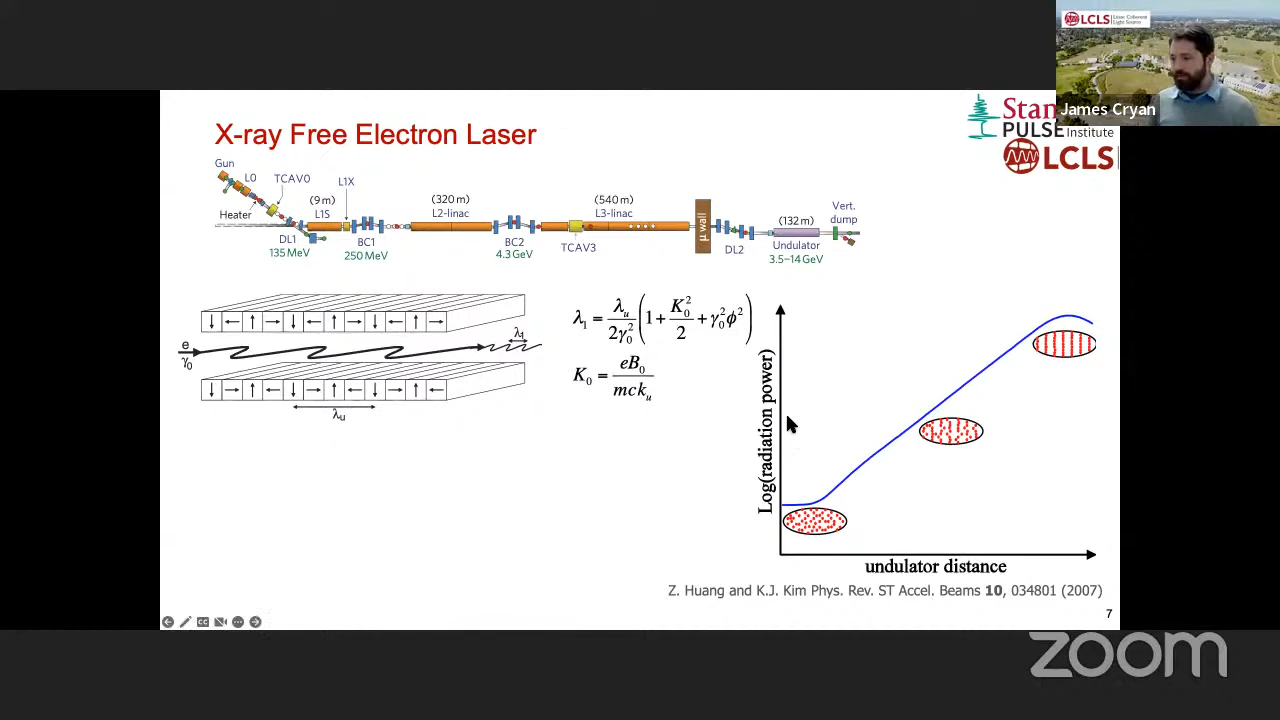 LCLS Linac Coherent Light Source
James Cryan
Stan
PULSE Institute
LCLS
X-ray Free Electron Laser
Gun
L0
TCAV0
Heater
L1X
(9 m)
L1S
DL1
135 MeV
BC1
250 MeV
(320 m)
L2-linac
BC2
4.3 GeV
(540 m)
L3-linac
TCAV3
μ wall
DL2
(132 m)
Undulator
3.5–14 GeV
Vert.
dump
e
γ0
λ1
λu
λ₁ = λᵤ/2γ₀² (1 + K₀²/2 + γ₀²ϕ²)
K₀ = eB₀/mckᵤ
Log(radiation power)
undulator distance
Z. Huang and K.J. Kim Phys. Rev. ST Accel. Beams 10, 034801 (2007)
7
CC
zoom